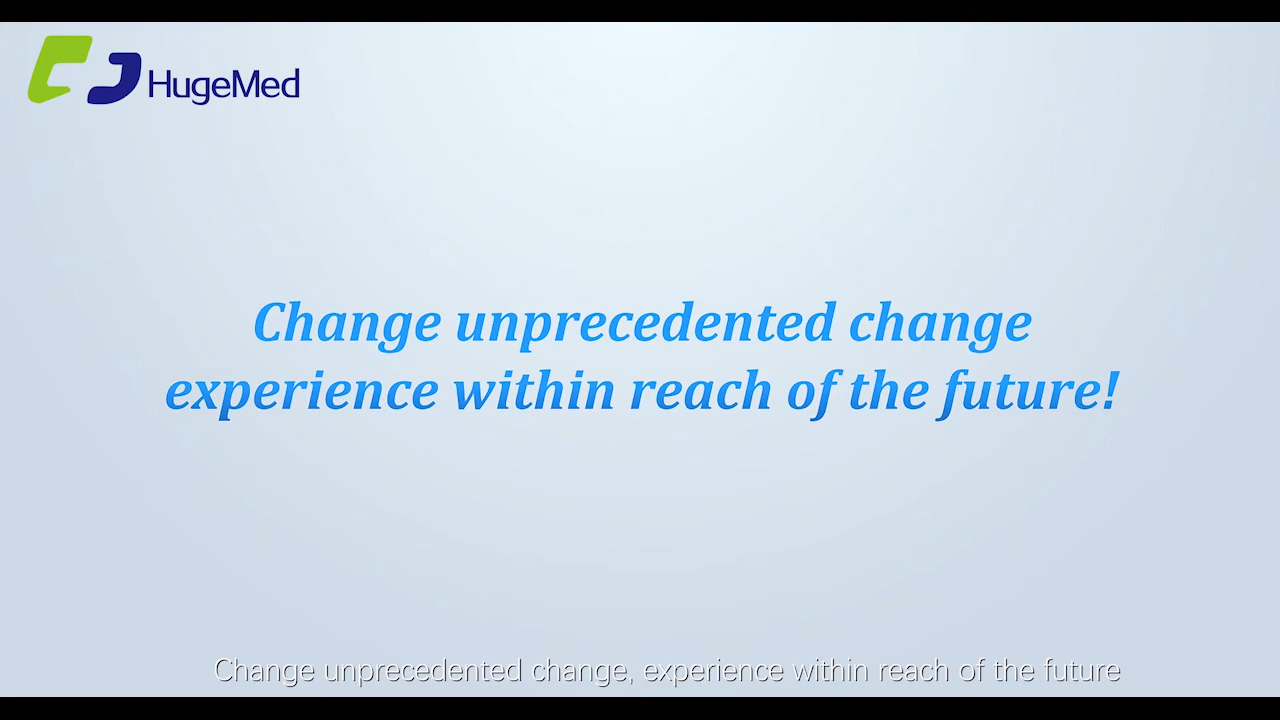 HugeMed
Change unprecedented change
experience within reach of the future!
Change unprecedented change, experience within reach of the future